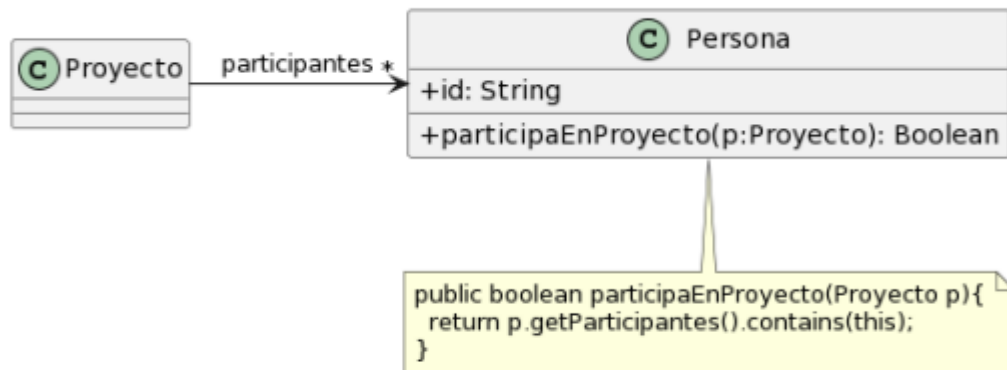 C Proyecto
participantes *
C Persona
+id: String
+participaEnProyecto(p:Proyecto): Boolean
public boolean participaEnProyecto(Proyecto p){
return p.getParticipantes().contains(this);
}